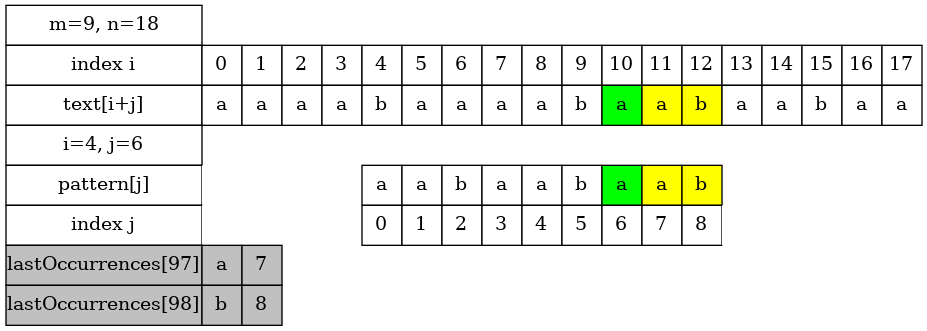 m=9, n=18
index i 0 1 2 3 4 5 6 7 8 9 10 11 12 13 14 15 16 17
text[i+j] a a a a b a a a a b a a b a a b a a
i=4, j=6
pattern[j] a a b a a b a a b
index j 0 1 2 3 4 5 6 7 8
lastOccurrences[97] a 7
lastOccurrences[98] b 8